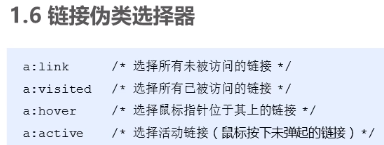 1.6 链接伪类选择器
a:link /* 选择所有未被访问的链接 */
a:visited /* 选择所有已被访问的链接 */
a:hover /* 选择鼠标指针位于其上的链接 */
a:active /* 选择活动链接（鼠标按下未弹起的链接）*/